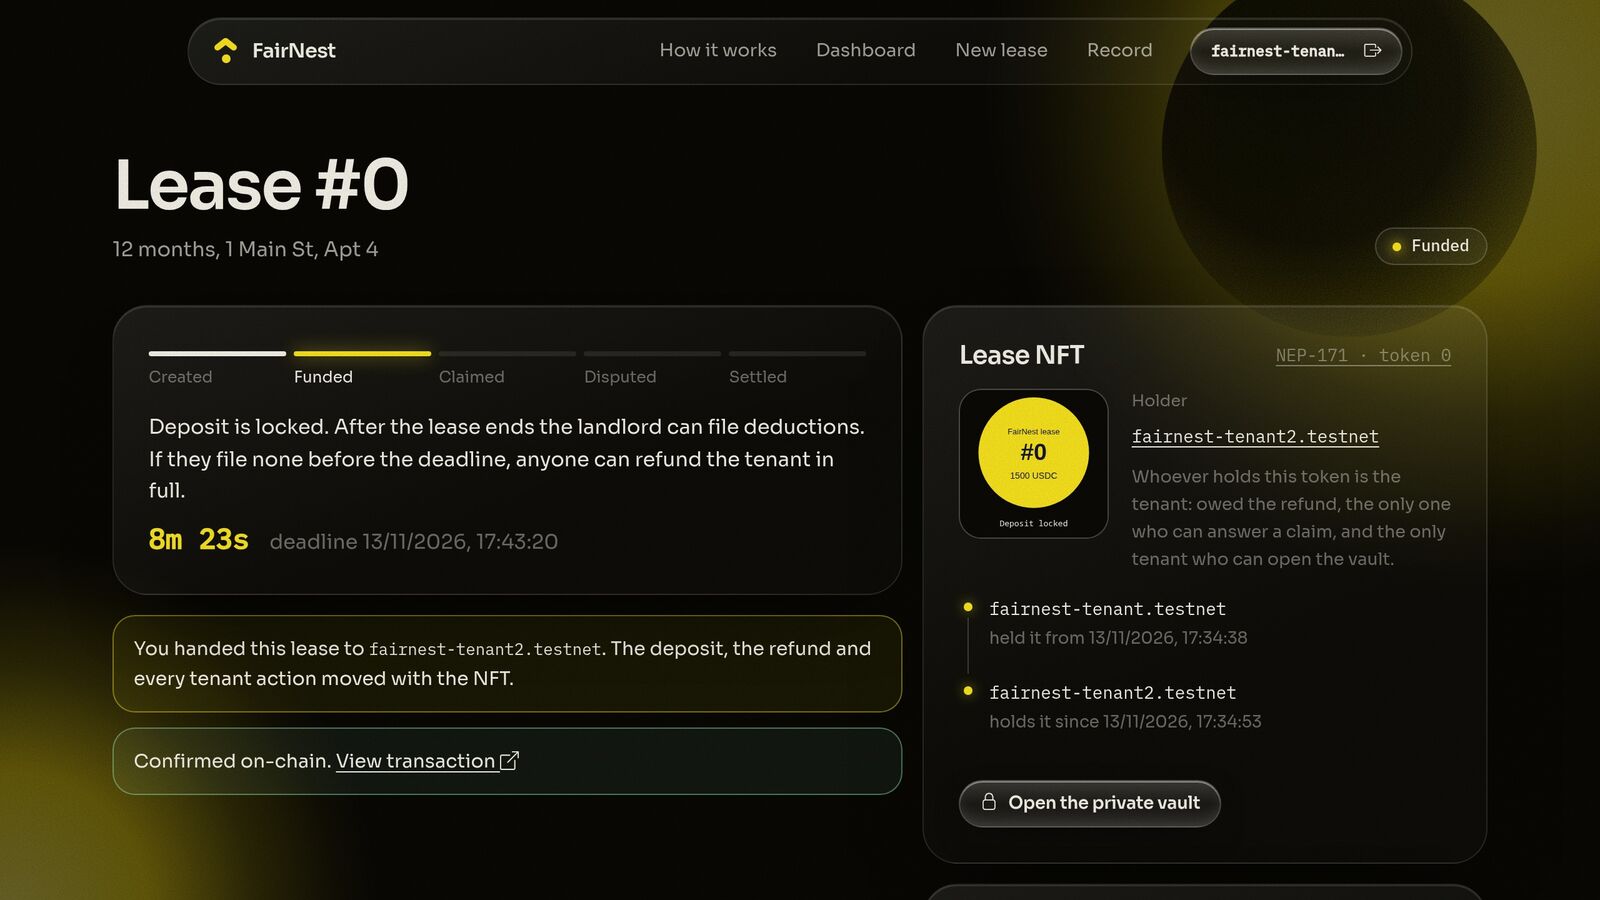 FairNest
How it works
Dashboard
New lease
Record
fairnest-tenan…
Lease #0
12 months, 1 Main St, Apt 4
Funded
Created
Funded
Claimed
Disputed
Settled
Deposit is locked. After the lease ends the landlord can file deductions.
If they file none before the deadline, anyone can refund the tenant in
full.
8m 23s deadline 13/11/2026, 17:43:20
You handed this lease to fairnest-tenant2.testnet. The deposit, the refund and
every tenant action moved with the NFT.
Confirmed on-chain. View transaction
Lease NFT
NEP-171 · token 0
FairNest lease
#0
1500 USDC
Deposit locked
Holder
fairnest-tenant2.testnet
Whoever holds this token is the
tenant: owed the refund, the only one
who can answer a claim, and the only
tenant who can open the vault.
fairnest-tenant.testnet
held it from 13/11/2026, 17:34:38
fairnest-tenant2.testnet
holds it since 13/11/2026, 17:34:53
Open the private vault